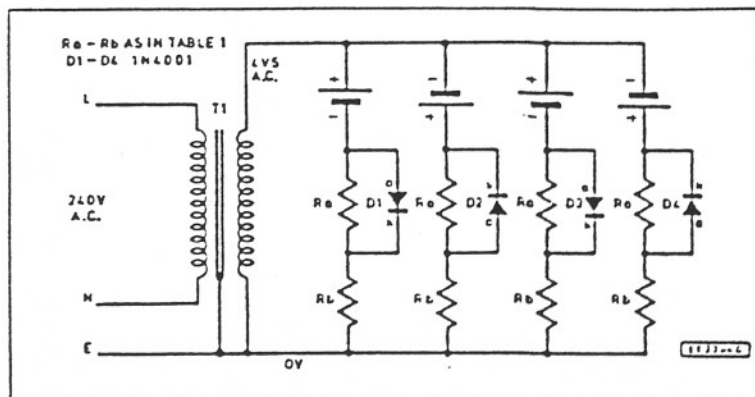 Ra - Rb AS IN TABLE 1
D1 - D4 1N4001
4V5
A.C.
L
T1
240V
A.C.
N
E
0V
+
-
-
+
+
-
-
+
Ra
D1
a
k
Ra
D2
k
a
Ra
D3
a
k
Ra
D4
k
a
Rb
Rb
Rb
Rb